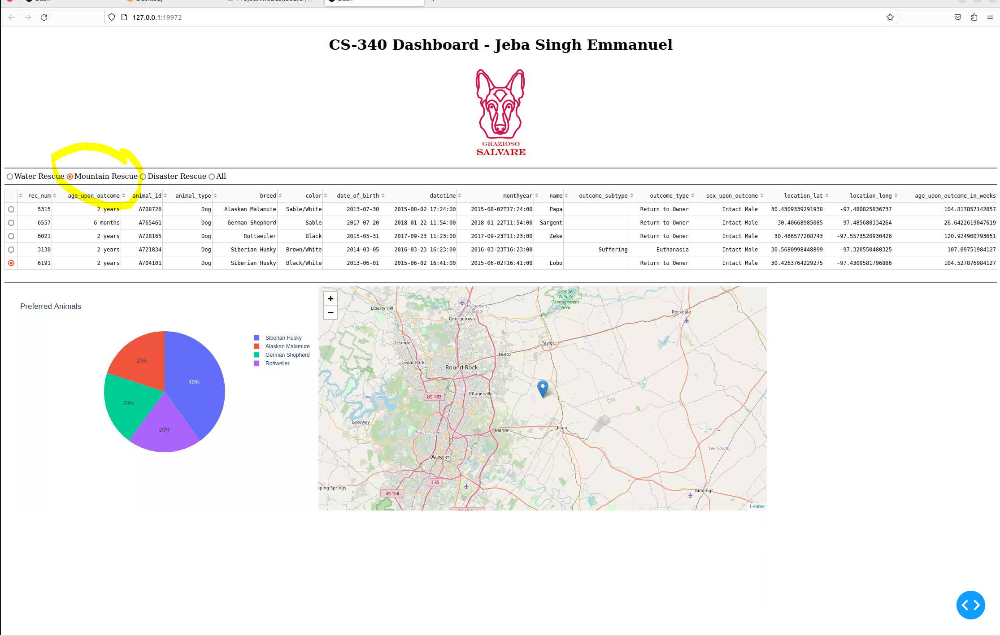 127.0.0.1:19972
CS-340 Dashboard - Jeba Singh Emmanuel
GRAZIOSO
SALVARE
Water Rescue Mountain Rescue Disaster Rescue All
rec_num age_upon_outcome animal_id animal_type breed color date_of_birth datetime monthyear name outcome_subtype outcome_type sex_upon_outcome location_lat location_long age_upon_outcome_in_weeks
5315 2 years A708726 Dog Alaskan Malamute Sable/White 2013-07-30 2015-08-02 17:24:00 2015-08-02T17:24:00 Papa Return to Owner Intact Male 30.4309339291938 -97.480825836737 104.817857142857
6557 6 months A765461 Dog German Shepherd Sable 2017-07-20 2018-01-22 11:54:00 2018-01-22T11:54:00 Sargent Return to Owner Intact Male 30.40668985085 -97.485680334264 26.6422619047619
6021 2 years A728165 Dog Rottweiler Black 2015-05-31 2017-09-23 11:23:00 2017-09-23T11:23:00 Zeke Return to Owner Intact Male 30.466577208743 -97.5573520930426 120.924900793651
3130 2 years A721834 Dog Siberian Husky Brown/White 2014-03-05 2016-03-23 16:23:00 2016-03-23T16:23:00 Suffering Euthanasia Intact Male 30.5680998448899 -97.320550480325 107.09751984127
6191 2 years A704101 Dog Siberian Husky Black/White 2013-06-01 2015-06-02 16:41:00 2015-06-02T16:41:00 Lobo Return to Owner Intact Male 30.4263764229275 -97.4309581796886 104.527876984127
Preferred Animals
Siberian Husky
Alaskan Malamute
German Shepherd
Rottweiler
20%
40%
20%
20%
+
−
Granger
Wildlife
Management
Area
Liberty Hill
Williamson
County
Georgetown
Rockdale
Leander
Taylor
Hutto
Cedar Park
Round Rock
Lake Travis
US 183
Pflugerville
Lakeway
Manor
Elgin
Travis County
Lee County
Austin
I 35
pping Springs
45 Toll
Giddings
Leaflet